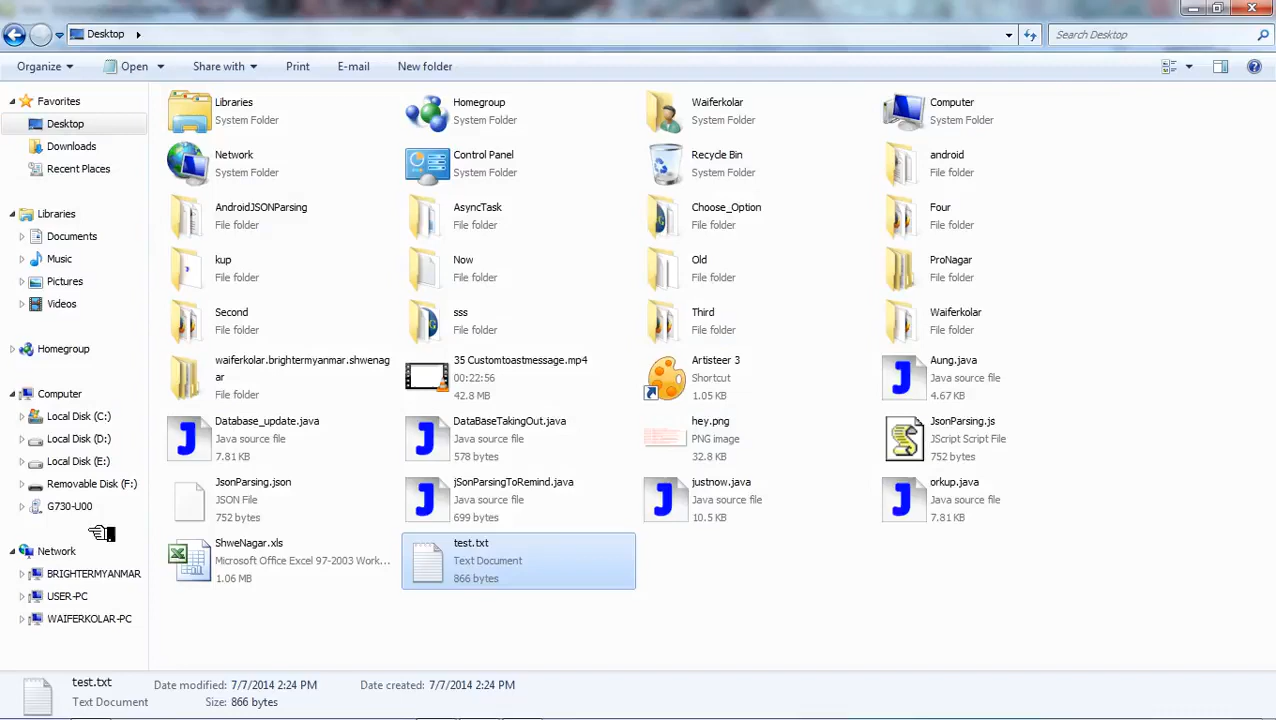 Desktop
Search Desktop
Organize
Open
Share with
Print
E-mail
New folder
Favorites
Desktop
Downloads
Recent Places
Libraries
Documents
Music
Pictures
Videos
Homegroup
Computer
Local Disk (C:)
Local Disk (D:)
Local Disk (E:)
Removable Disk (F:)
G730-U00
Network
BRIGHTERMYANMAR
USER-PC
WAIFERKOLAR-PC
Libraries
System Folder
Homegroup
System Folder
Waiferkolar
System Folder
Computer
System Folder
Network
System Folder
Control Panel
System Folder
Recycle Bin
System Folder
android
File folder
AndroidJSONParsing
File folder
AsyncTask
File folder
Choose_Option
File folder
Four
File folder
kup
File folder
Now
File folder
Old
File folder
ProNagar
File folder
Second
File folder
sss
File folder
Third
File folder
Waiferkolar
File folder
waiferkolar.brightermyanmar.shwenag
ar
File folder
35 Customtoastmessage.mp4
00:22:56
42.8 MB
Artisteer 3
Shortcut
1.05 KB
Aung.java
Java source file
4.67 KB
Database_update.java
Java source file
7.81 KB
DataBaseTakingOut.java
Java source file
578 bytes
hey.png
PNG image
32.8 KB
JsonParsing.js
JScript Script File
752 bytes
JsonParsing.json
JSON File
752 bytes
jSonParsingToRemind.java
Java source file
699 bytes
justnow.java
Java source file
10.5 KB
orkup.java
Java source file
7.81 KB
ShweNagar.xls
Microsoft Office Excel 97-2003 Work...
1.06 MB
test.txt
Text Document
866 bytes
test.txt
Date modified: 7/7/2014 2:24 PM
Date created: 7/7/2014 2:24 PM
Text Document
Size: 866 bytes